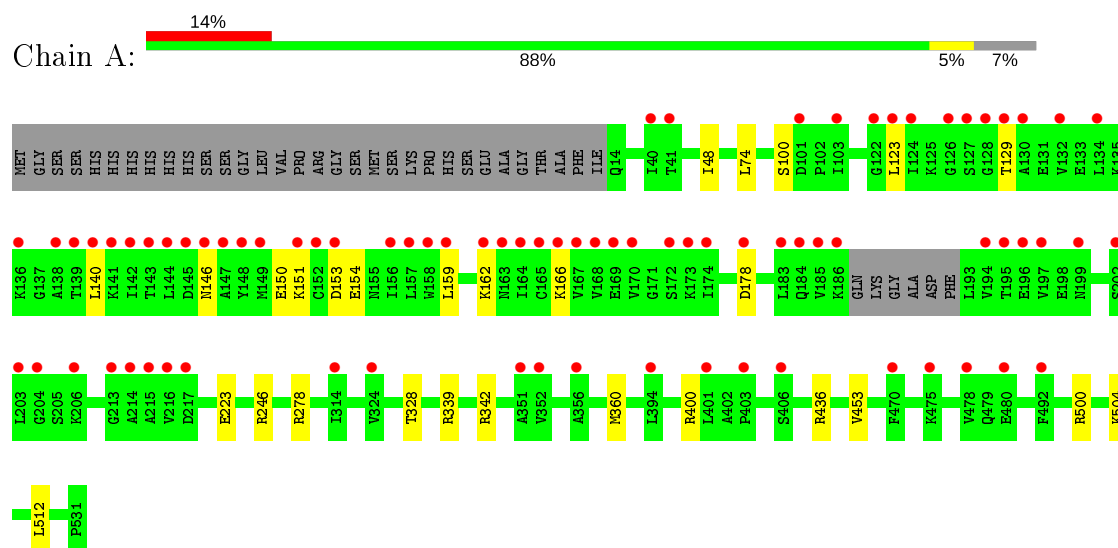 14%
Chain A:
88% 5% 7%
MET GLY SER SER HIS HIS HIS HIS HIS HIS SER SER GLY LEU VAL PRO ARG GLY SER MET SER LYS PRO HIS SER GLU ALA GLY THR ALA PHE ILE Q14 I40 T41 I48 L74 S100 D101 P102 I103 G122 L123 I124 K125 G126 S127 G128 T129 A130 E131 V132 E133 L134 K135
K136 G137 A138 T139 L140 K141 I142 T143 L144 D145 N146 A147 Y148 M149 E150 K151 C152 D153 E154 N155 I156 L157 W158 L159 K162 N163 I164 C165 K166 V167 V168 E169 V170 G171 S172 K173 I174 D178 L183 Q184 V185 K186 GLN LYS GLY ALA ASP PHE L193 V194 T195 E196 V197 E198 N199 S202
L203 G204 S205 K206 G213 A214 A215 V216 D217 E223 R246 R278 I314 V324 T328 R339 R342 A351 V352 A356 M360 L394 R400 L401 A402 P403 S406 R436 V453 F470 K475 V478 Q479 E480 F492 R500 K504
L512 P531